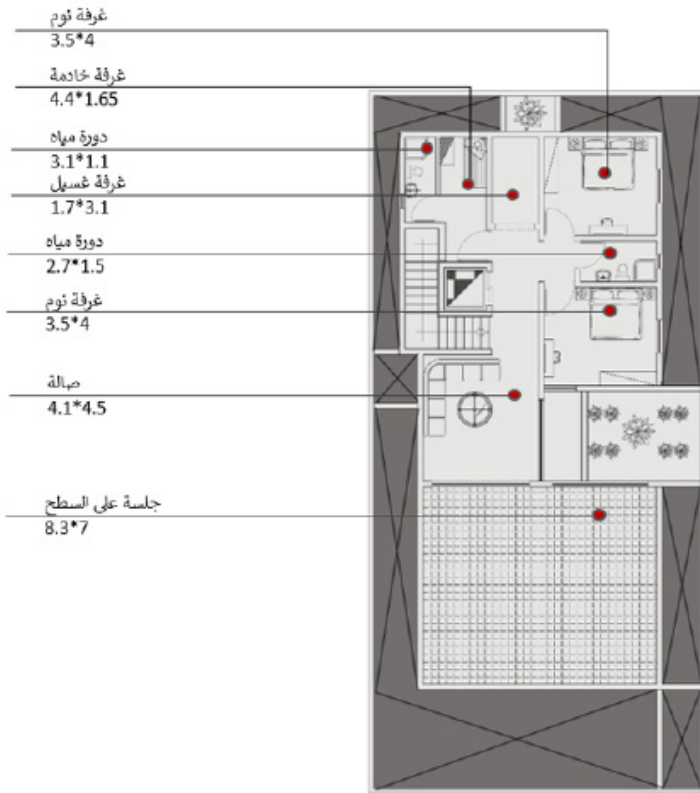 غرفة نوم
3.5*4
غرفة خادمة
4.4*1.65
دورة مياه
3.1*1.1
غرفة غسيل
1.7*3.1
دورة مياه
2.7*1.5
غرفة نوم
3.5*4
صالة
4.1*4.5
جلسة على السطح
8.3*7